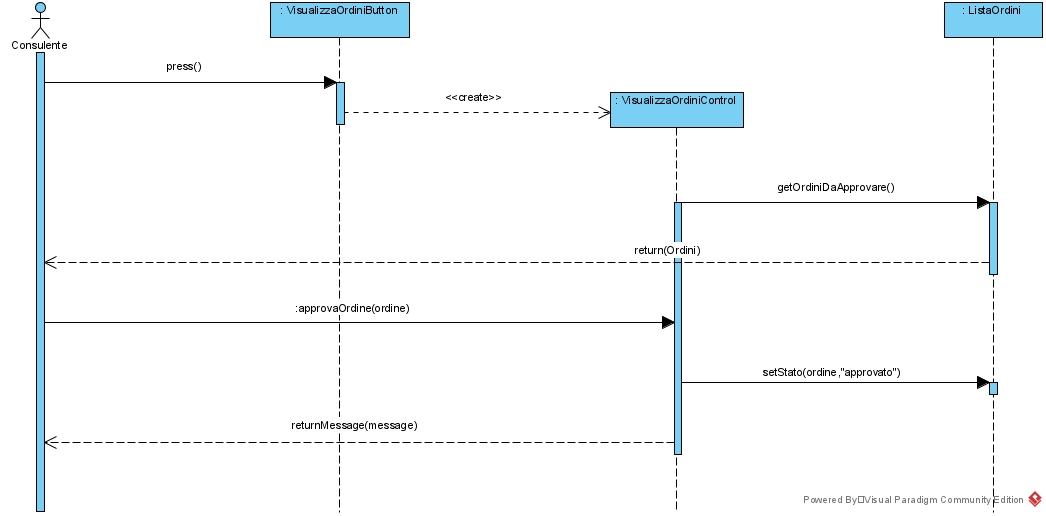 : VisualizzaOrdiniButton
: ListaOrdini
Consulente
press()
<<create>>
: VisualizzaOrdiniControl
getOrdiniDaApprovare()
return(Ordini)
:approvaOrdine(ordine)
setStato(ordine,"approvato")
returnMessage(message)
Powered By Visual Paradigm Community Edition